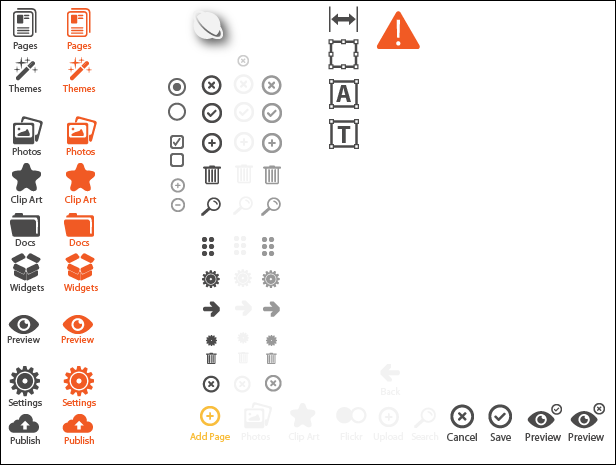 Pages Pages
Themes Themes
Photos Photos
Clip Art Clip Art
Docs Docs
Widgets Widgets
Preview Preview
Settings Settings
Publish Publish
A
T
Back
Add Page Photos Clip Art Flickr Upload Search Cancel Save Preview Preview